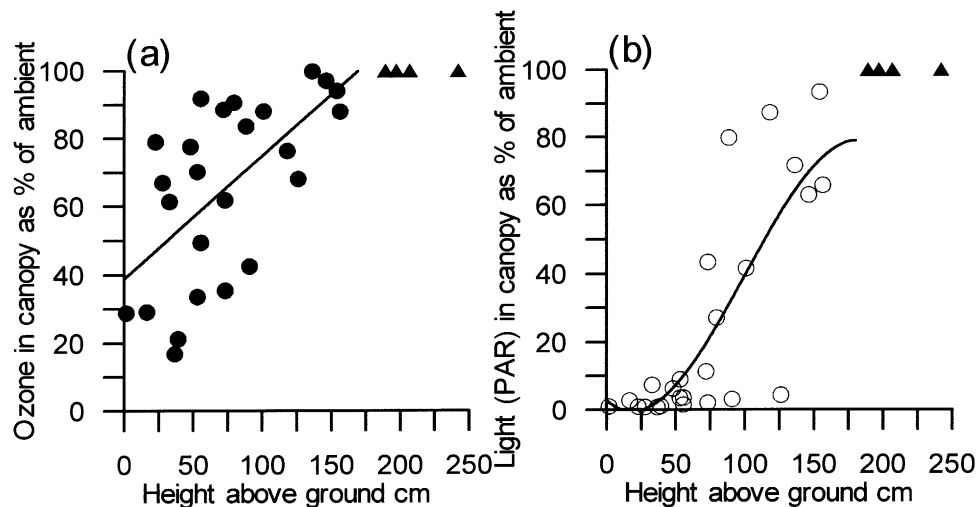 (a)
Ozone in canopy as % of ambient
100
80
60
40
20
0
0 50 100 150 200 250
Height above ground cm
(b)
Light (PAR) in canopy as % of ambient
100
80
60
40
20
0
0 50 100 150 200 250
Height above ground cm